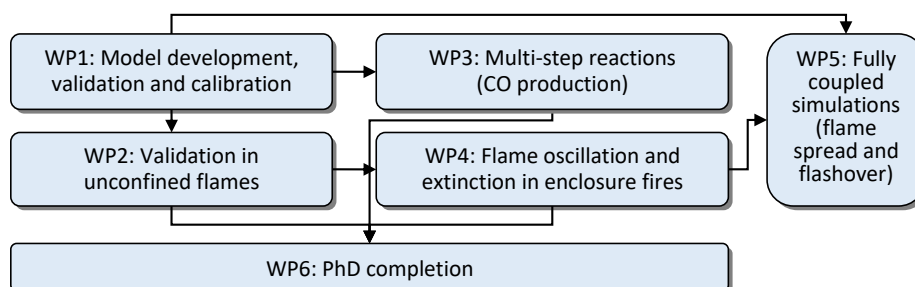 WP1: Model development,
validation and calibration
WP3: Multi-step reactions
(CO production)
WP5: Fully
coupled
simulations
(flame
spread and
flashover)
WP2: Validation in
unconfined flames
WP4: Flame oscillation and
extinction in enclosure fires
WP6: PhD completion